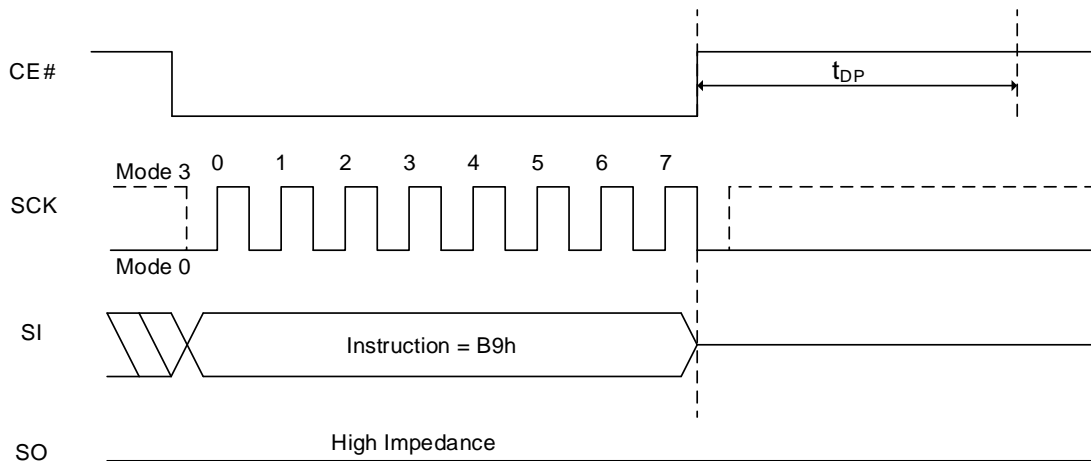 CE#
tDP
Mode 3
0 1 2 3 4 5 6 7
SCK
Mode 0
SI
Instruction = B9h
High Impedance
SO